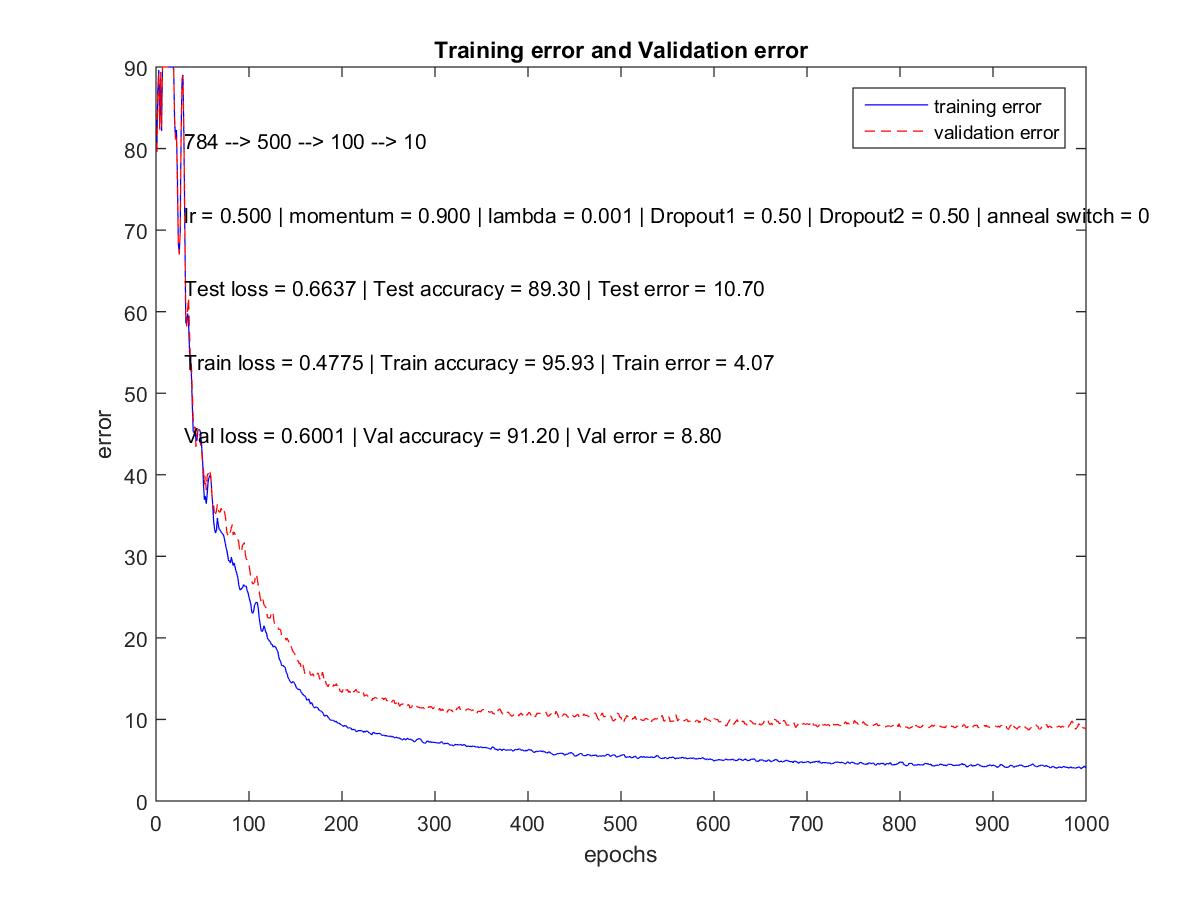 Training error and Validation error
training error
validation error
784 --> 500 --> 100 --> 10
lr = 0.500 | momentum = 0.900 | lambda = 0.001 | Dropout1 = 0.50 | Dropout2 = 0.50 | anneal switch = 0
Test loss = 0.6637 | Test accuracy = 89.30 | Test error = 10.70
Train loss = 0.4775 | Train accuracy = 95.93 | Train error = 4.07
Val loss = 0.6001 | Val accuracy = 91.20 | Val error = 8.80
error
90
80
70
60
50
40
30
20
10
0
0 100 200 300 400 500 600 700 800 900 1000
epochs